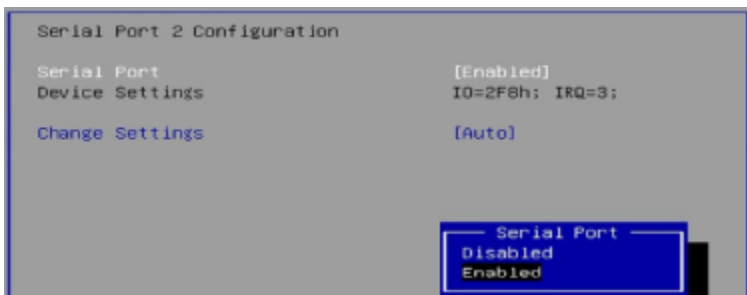 Serial Port 2 Configuration
Serial Port [Enabled]
Device Settings IO=2F8h; IRQ=3;
Change Settings [Auto]
Serial Port
Disabled
Enabled